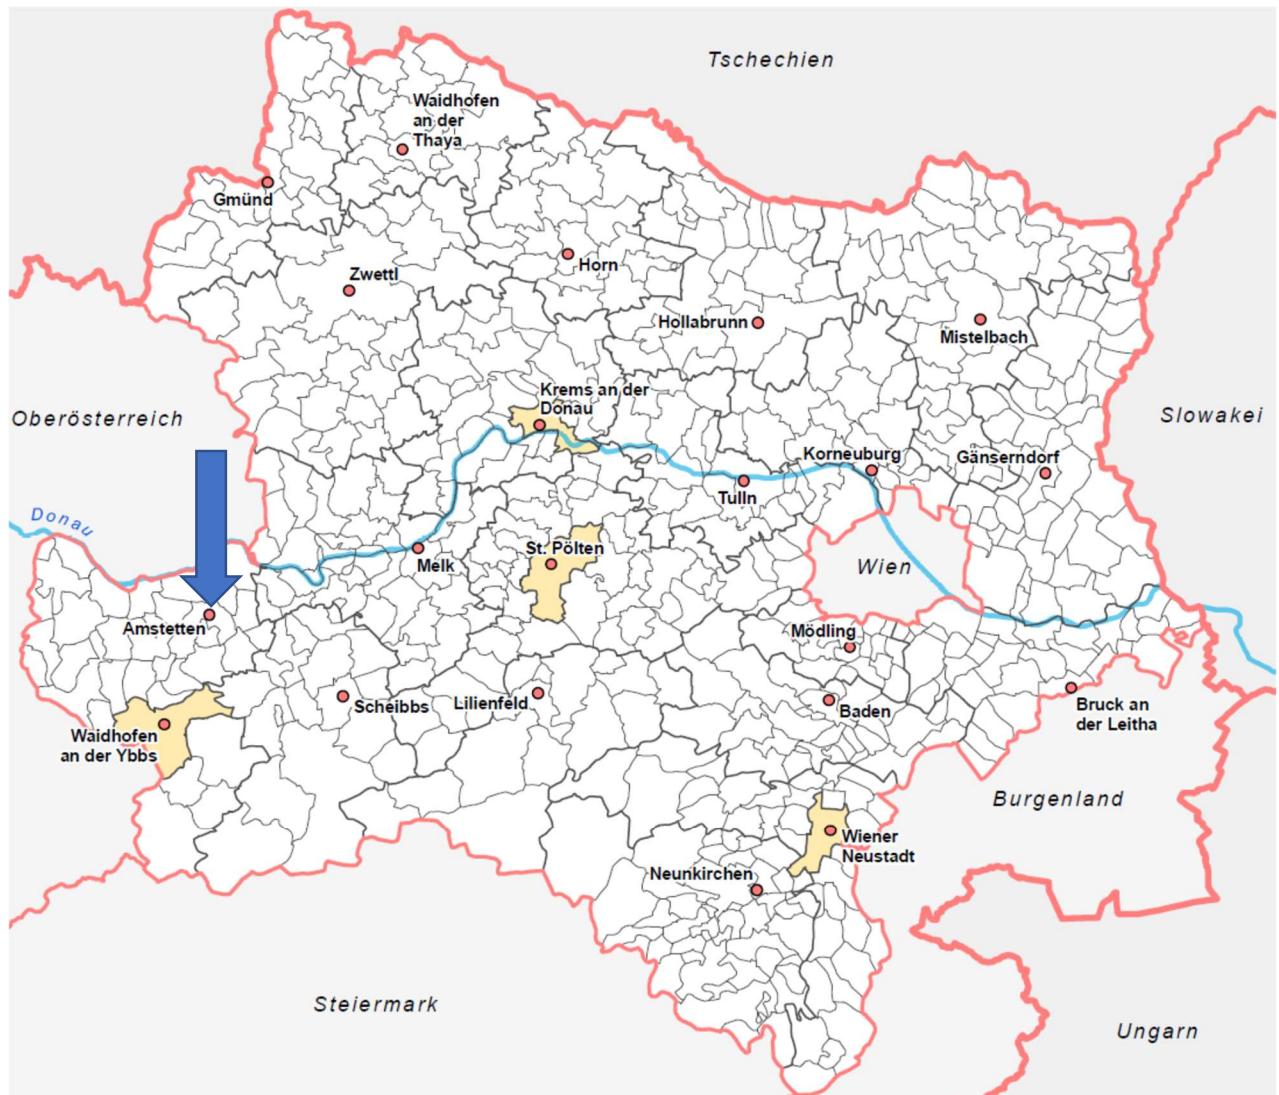 Tschechien
Waidhofen
an der
Thaya
Gmünd
Horn
Zwettl
Hollabrunn
Mistelbach
Krems an der
Donau
Oberösterreich
Slowakei
Korneuburg
Gänserndorf
Tulln
Donau
St. Pölten
Melk
Wien
Amstetten
Mödling
Scheibbs
Lilienfeld
Baden
Bruck an
der Leitha
Waidhofen
an der Ybbs
Burgenland
Wiener
Neustadt
Neunkirchen
Steiermark
Ungarn